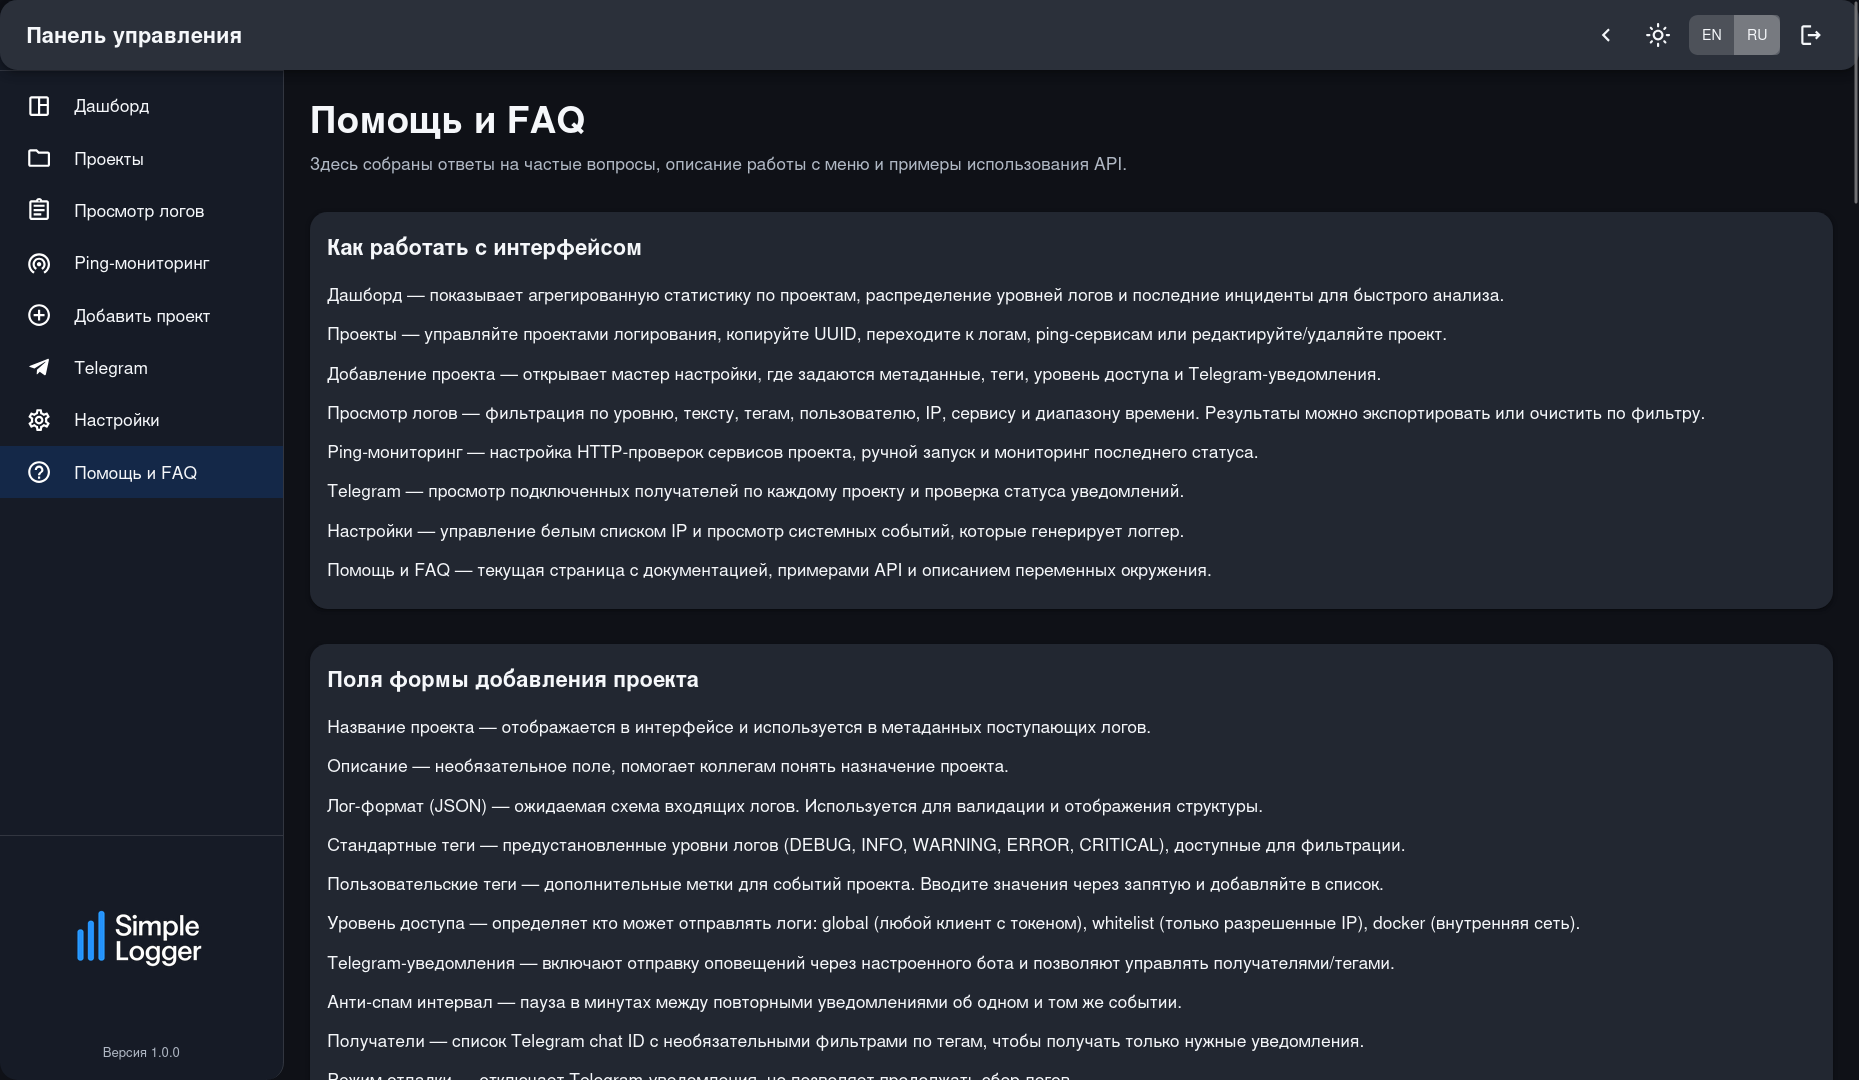 Панель управления
EN
RU
Дашборд
Проекты
Просмотр логов
Ping-мониторинг
Добавить проект
Telegram
Настройки
Помощь и FAQ
Simple
Logger
Версия 1.0.0
Помощь и FAQ
Здесь собраны ответы на частые вопросы, описание работы с меню и примеры использования API.
Как работать с интерфейсом
Дашборд — показывает агрегированную статистику по проектам, распределение уровней логов и последние инциденты для быстрого анализа.
Проекты — управляйте проектами логирования, копируйте UUID, переходите к логам, ping-сервисам или редактируйте/удаляйте проект.
Добавление проекта — открывает мастер настройки, где задаются метаданные, теги, уровень доступа и Telegram-уведомления.
Просмотр логов — фильтрация по уровню, тексту, тегам, пользователю, IP, сервису и диапазону времени. Результаты можно экспортировать или очистить по фильтру.
Ping-мониторинг — настройка HTTP-проверок сервисов проекта, ручной запуск и мониторинг последнего статуса.
Telegram — просмотр подключенных получателей по каждому проекту и проверка статуса уведомлений.
Настройки — управление белым списком IP и просмотр системных событий, которые генерирует логгер.
Помощь и FAQ — текущая страница с документацией, примерами API и описанием переменных окружения.
Поля формы добавления проекта
Название проекта — отображается в интерфейсе и используется в метаданных поступающих логов.
Описание — необязательное поле, помогает коллегам понять назначение проекта.
Лог-формат (JSON) — ожидаемая схема входящих логов. Используется для валидации и отображения структуры.
Стандартные теги — предустановленные уровни логов (DEBUG, INFO, WARNING, ERROR, CRITICAL), доступные для фильтрации.
Пользовательские теги — дополнительные метки для событий проекта. Вводите значения через запятую и добавляйте в список.
Уровень доступа — определяет кто может отправлять логи: global (любой клиент с токеном), whitelist (только разрешенные IP), docker (внутренняя сеть).
Telegram-уведомления — включают отправку оповещений через настроенного бота и позволяют управлять получателями/тегами.
Анти-спам интервал — пауза в минутах между повторными уведомлениями об одном и том же событии.
Получатели — список Telegram chat ID с необязательными фильтрами по тегам, чтобы получать только нужные уведомления.
Режим отладки — отключает Telegram-уведомления, но позволяет продолжать сбор логов.